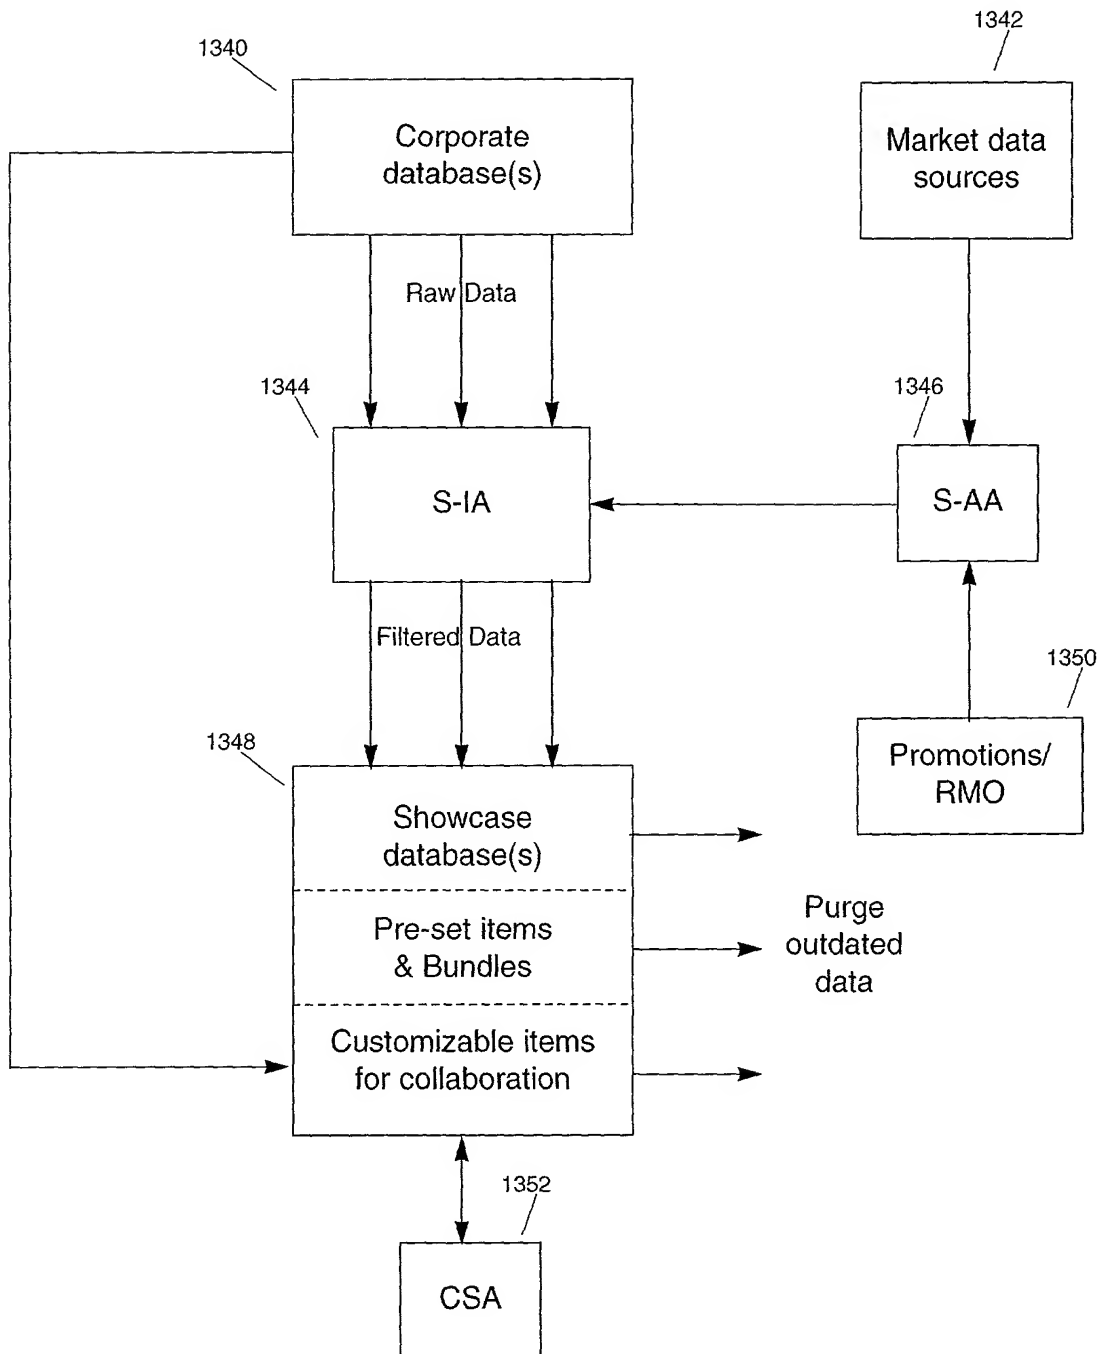 1340
1342
Corporate
database(s)
Market data
sources
Raw Data
1344
1346
S-IA
S-AA
Filtered Data
1350
1348
Promotions/
RMO
Showcase
database(s)
Pre-set items
& Bundles
Purge
outdated
data
Customizable items
for collaboration
1352
CSA